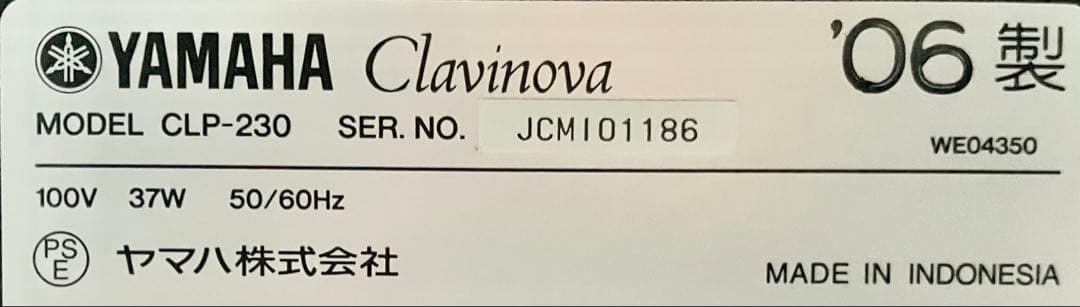 YAMAHA Clavinova '06 製
MODEL CLP-230 SER. NO. JCMI01186
WE04350
100V 37W 50/60Hz
PSE ヤマハ株式会社
MADE IN INDONESIA